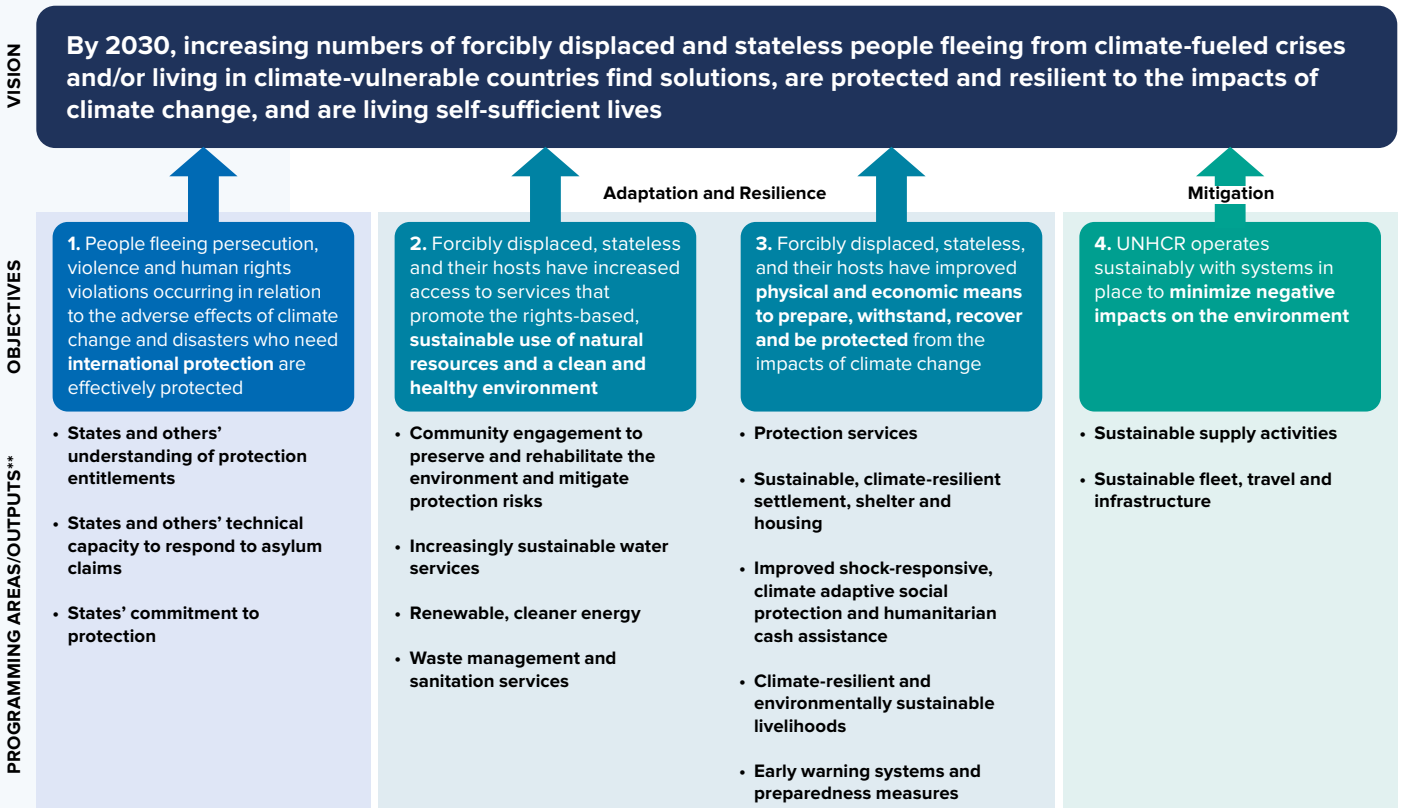 VISION
By 2030, increasing numbers of forcibly displaced and stateless people fleeing from climate-fueled crises
and/or living in climate-vulnerable countries find solutions, are protected and resilient to the impacts of
climate change, and are living self-sufficient lives
Adaptation and Resilience
Mitigation
OBJECTIVES
1. People fleeing persecution,
violence and human rights
violations occurring in relation
to the adverse effects of climate
change and disasters who need
international protection are
effectively protected
2. Forcibly displaced, stateless
and their hosts have increased
access to services that
promote the rights-based,
sustainable use of natural
resources and a clean and
healthy environment
3. Forcibly displaced, stateless,
and their hosts have improved
physical and economic means
to prepare, withstand, recover
and be protected from the
impacts of climate change
4. UNHCR operates
sustainably with systems in
place to minimize negative
impacts on the environment
PROGRAMMING AREAS/OUTPUTS**
• States and others'
understanding of protection
entitlements
• States and others' technical
capacity to respond to asylum
claims
• States' commitment to
protection
• Community engagement to
preserve and rehabilitate the
environment and mitigate
protection risks
• Increasingly sustainable water
services
• Renewable, cleaner energy
• Waste management and
sanitation services
• Protection services
• Sustainable, climate-resilient
settlement, shelter and
housing
• Improved shock-responsive,
climate adaptive social
protection and humanitarian
cash assistance
• Climate-resilient and
environmentally sustainable
livelihoods
• Early warning systems and
preparedness measures
• Sustainable supply activities
• Sustainable fleet, travel and
infrastructure